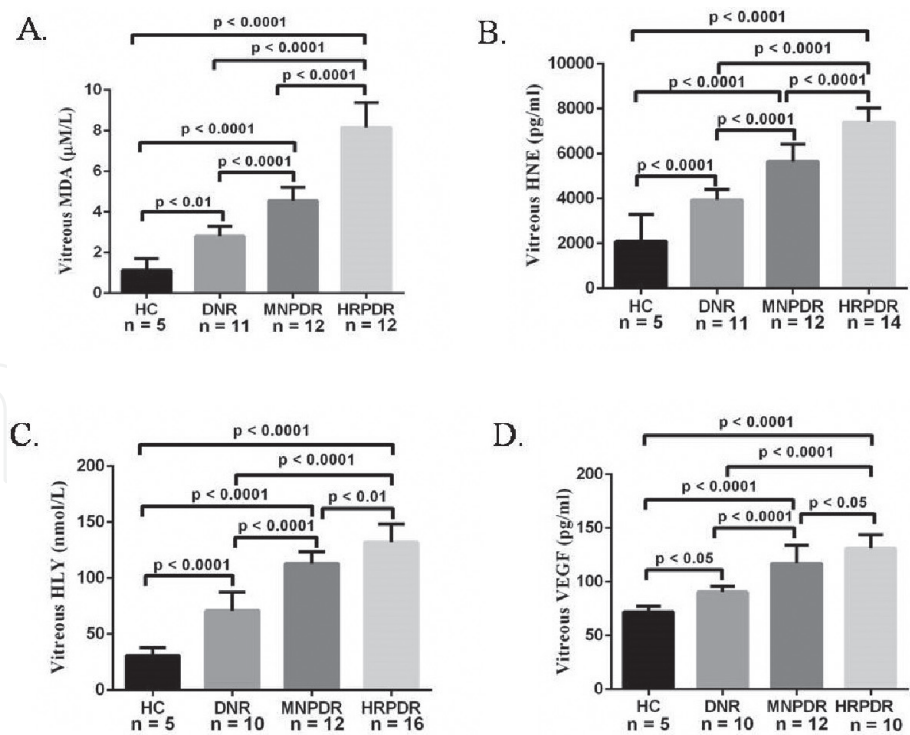 A.
p < 0.0001
p < 0.0001
p < 0.0001
p < 0.0001
p < 0.0001
p < 0.01
Vitreous MDA (µM/L)
10
8
6
4
2
0
HC DNR MNPDR HRPDR
n = 5 n = 11 n = 12 n = 12
B.
p < 0.0001
p < 0.0001
p < 0.0001 p < 0.0001
p < 0.0001
p < 0.0001
Vitreous HNE (pg/ml)
10000
8000
6000
4000
2000
0
HC DNR MNPDR HRPDR
n = 5 n = 11 n = 12 n = 14
C.
p < 0.0001
p < 0.0001
p < 0.0001 p < 0.01
p < 0.0001
p < 0.0001
Vitreous HLY (nmol/L)
200
150
100
50
0
HC DNR MNPDR HRPDR
n = 5 n = 10 n = 12 n = 16
D.
p < 0.0001
p < 0.0001
p < 0.0001 p < 0.05
p < 0.0001
p < 0.05
Vitreous VEGF (pg/ml)
200
150
100
50
0
HC DNR MNPDR HRPDR
n = 5 n = 10 n = 12 n = 10